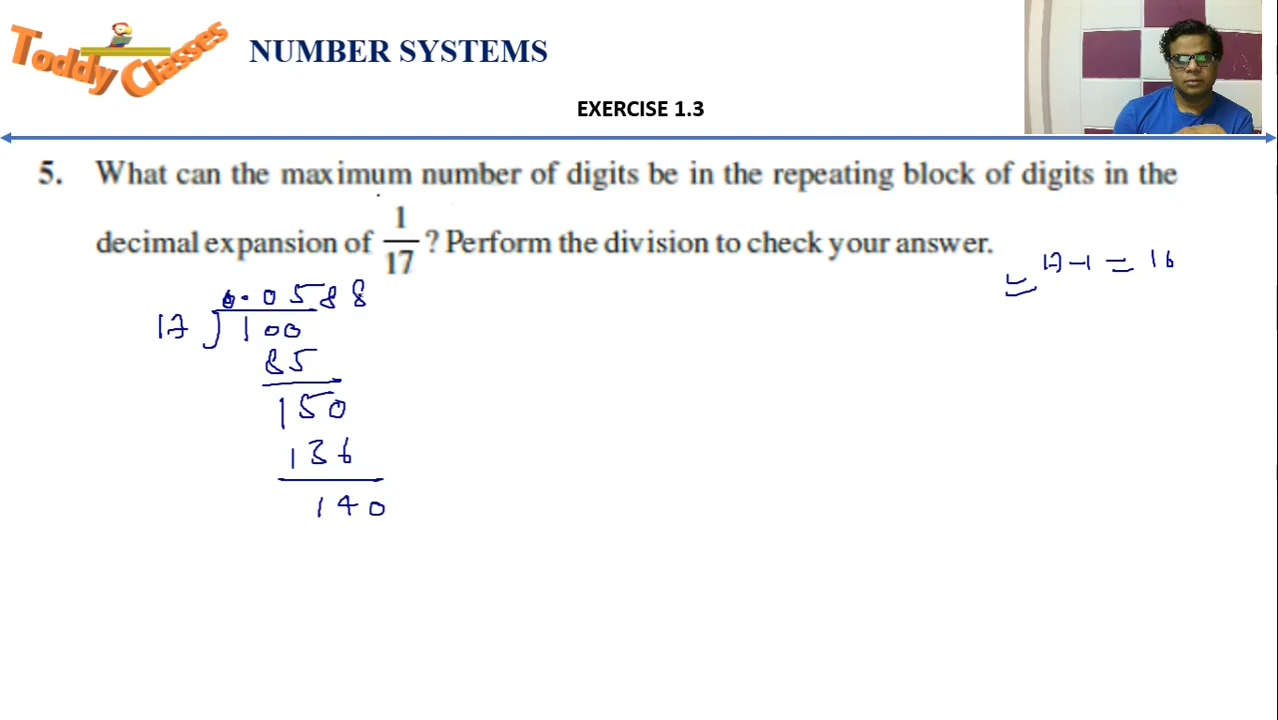 Toddy Classes
NUMBER SYSTEMS
EXERCISE 1.3
5. What can the maximum number of digits be in the repeating block of digits in the
decimal expansion of 1/17 ? Perform the division to check your answer.
= 17-1 = 16
0.0588
17 ) 100
85
150
136
140